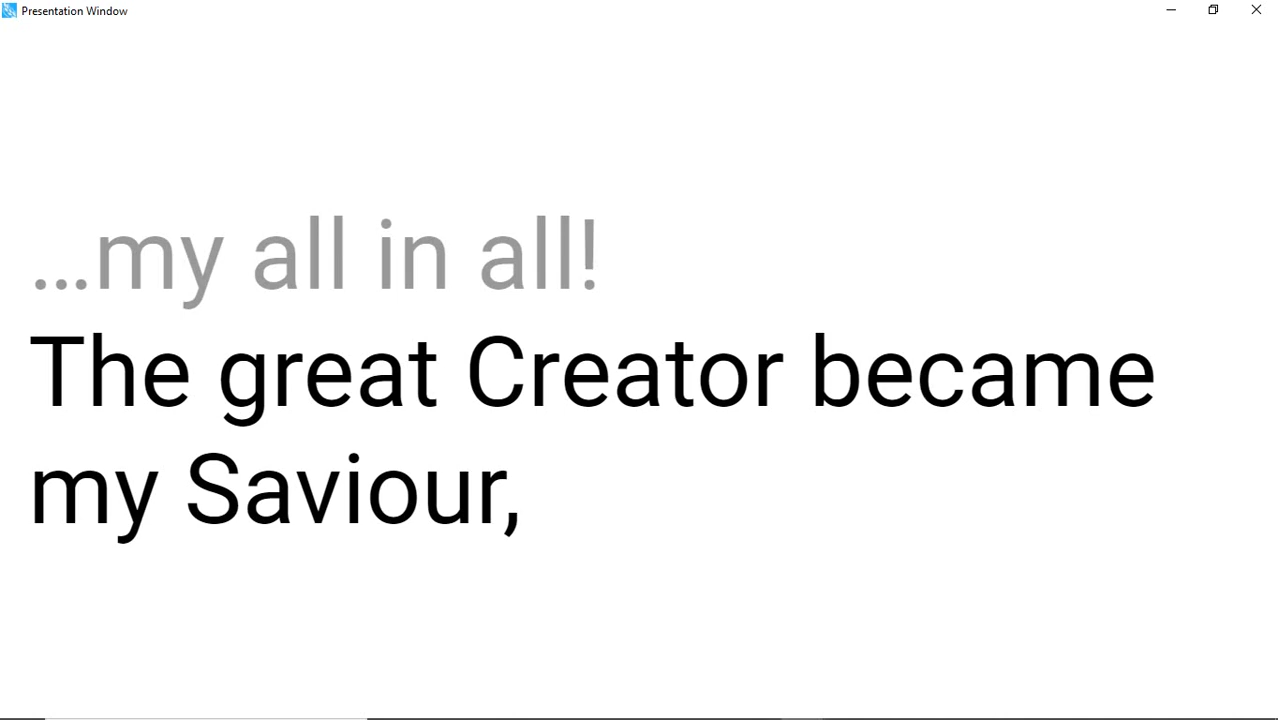 Presentation Window
...my all in all!
The great Creator became
my Saviour,